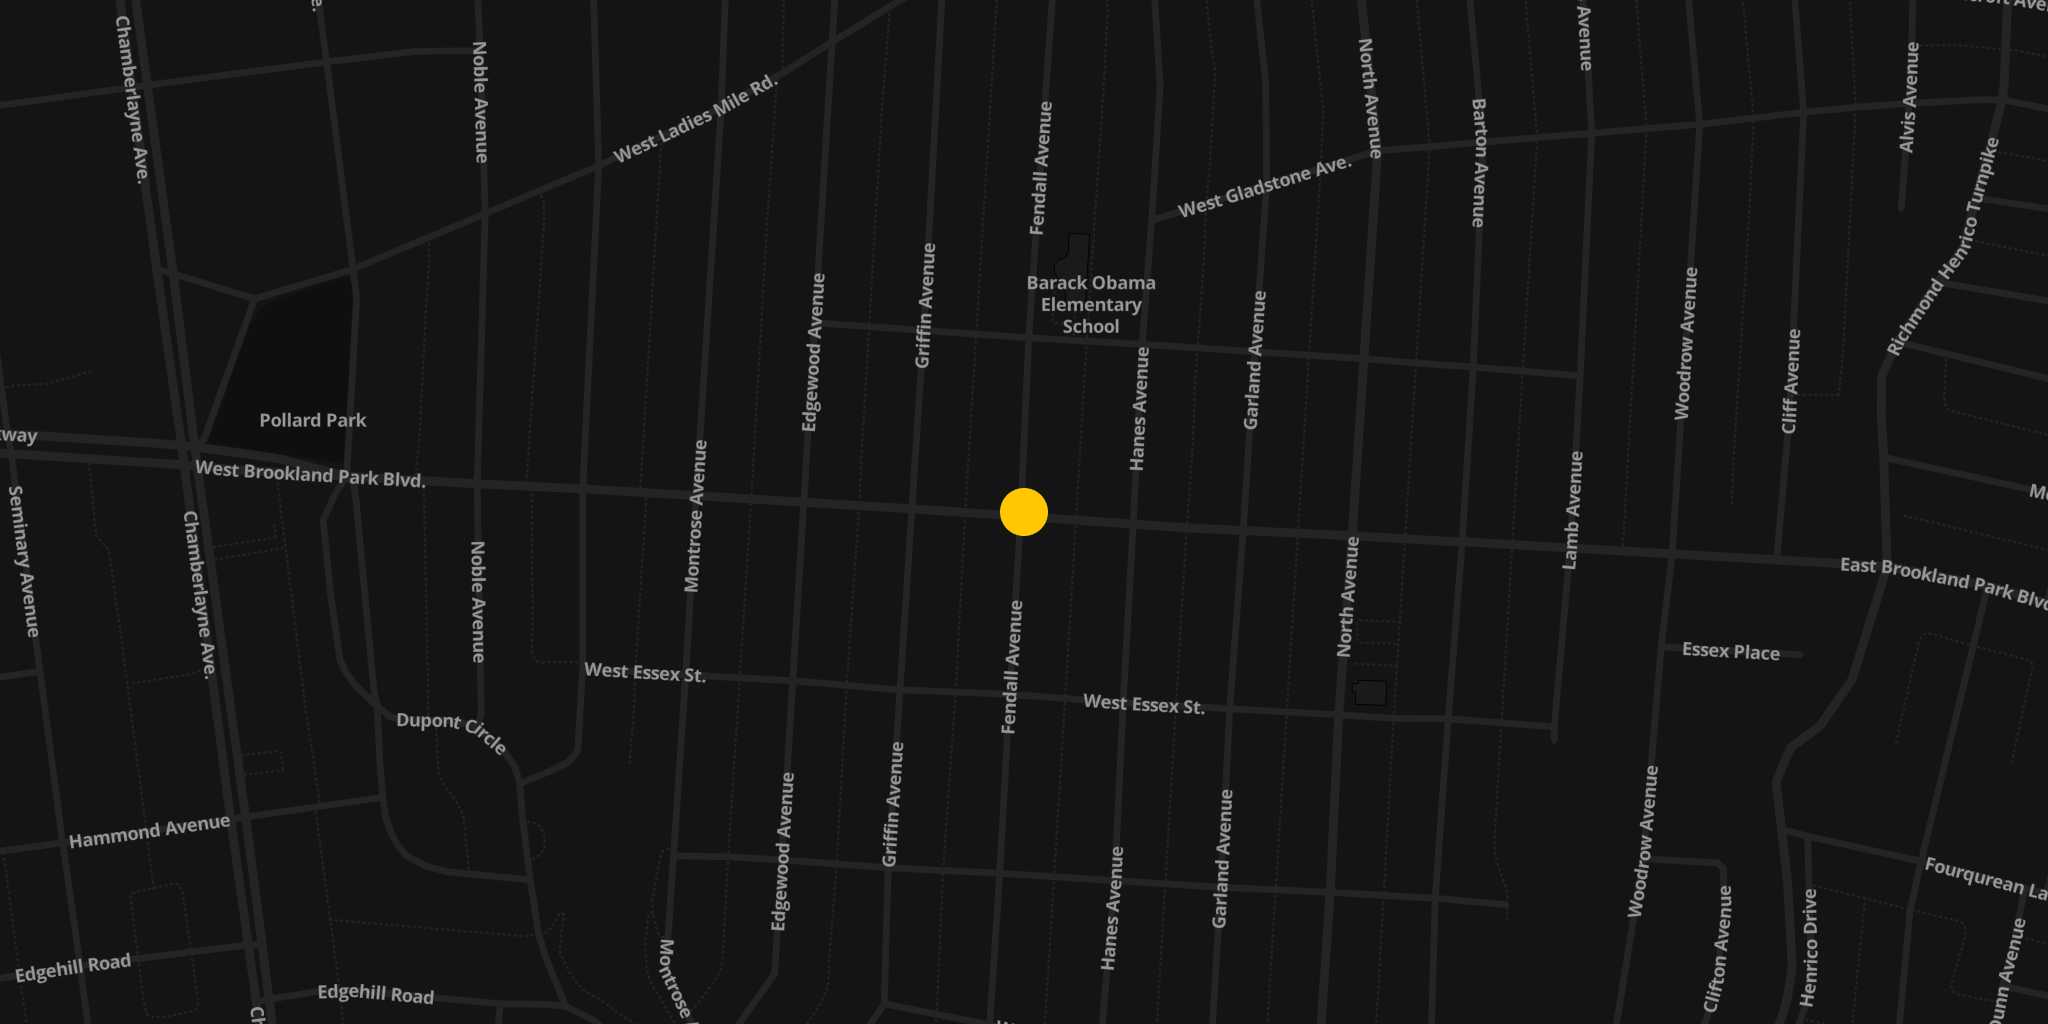 Chamberlayne Ave.
Noble Avenue
West Ladies Mile Rd.
Fendall Avenue
North Avenue
Barton Avenue
Avenue
Alvis Avenue
West Gladstone Ave.
Richmond Henrico Turnpike
Edgewood Avenue
Griffin Avenue
Barack Obama
Elementary
School
Hanes Avenue
Garland Avenue
Woodrow Avenue
Cliff Avenue
Pollard Park
West Brookland Park Blvd.
Montrose Avenue
Lamb Avenue
Seminary Avenue
Chamberlayne Ave.
Noble Avenue
North Avenue
East Brookland Park Blvd
Fendall Avenue
Essex Place
West Essex St.
West Essex St.
Dupont Circle
Hammond Avenue
Edgewood Avenue
Griffin Avenue
Garland Avenue
Hanes Avenue
Woodrow Avenue
Fourqurean La
Clifton Avenue
Henrico Drive
Edgehill Road
Edgehill Road
Montrose A
unn Avenue